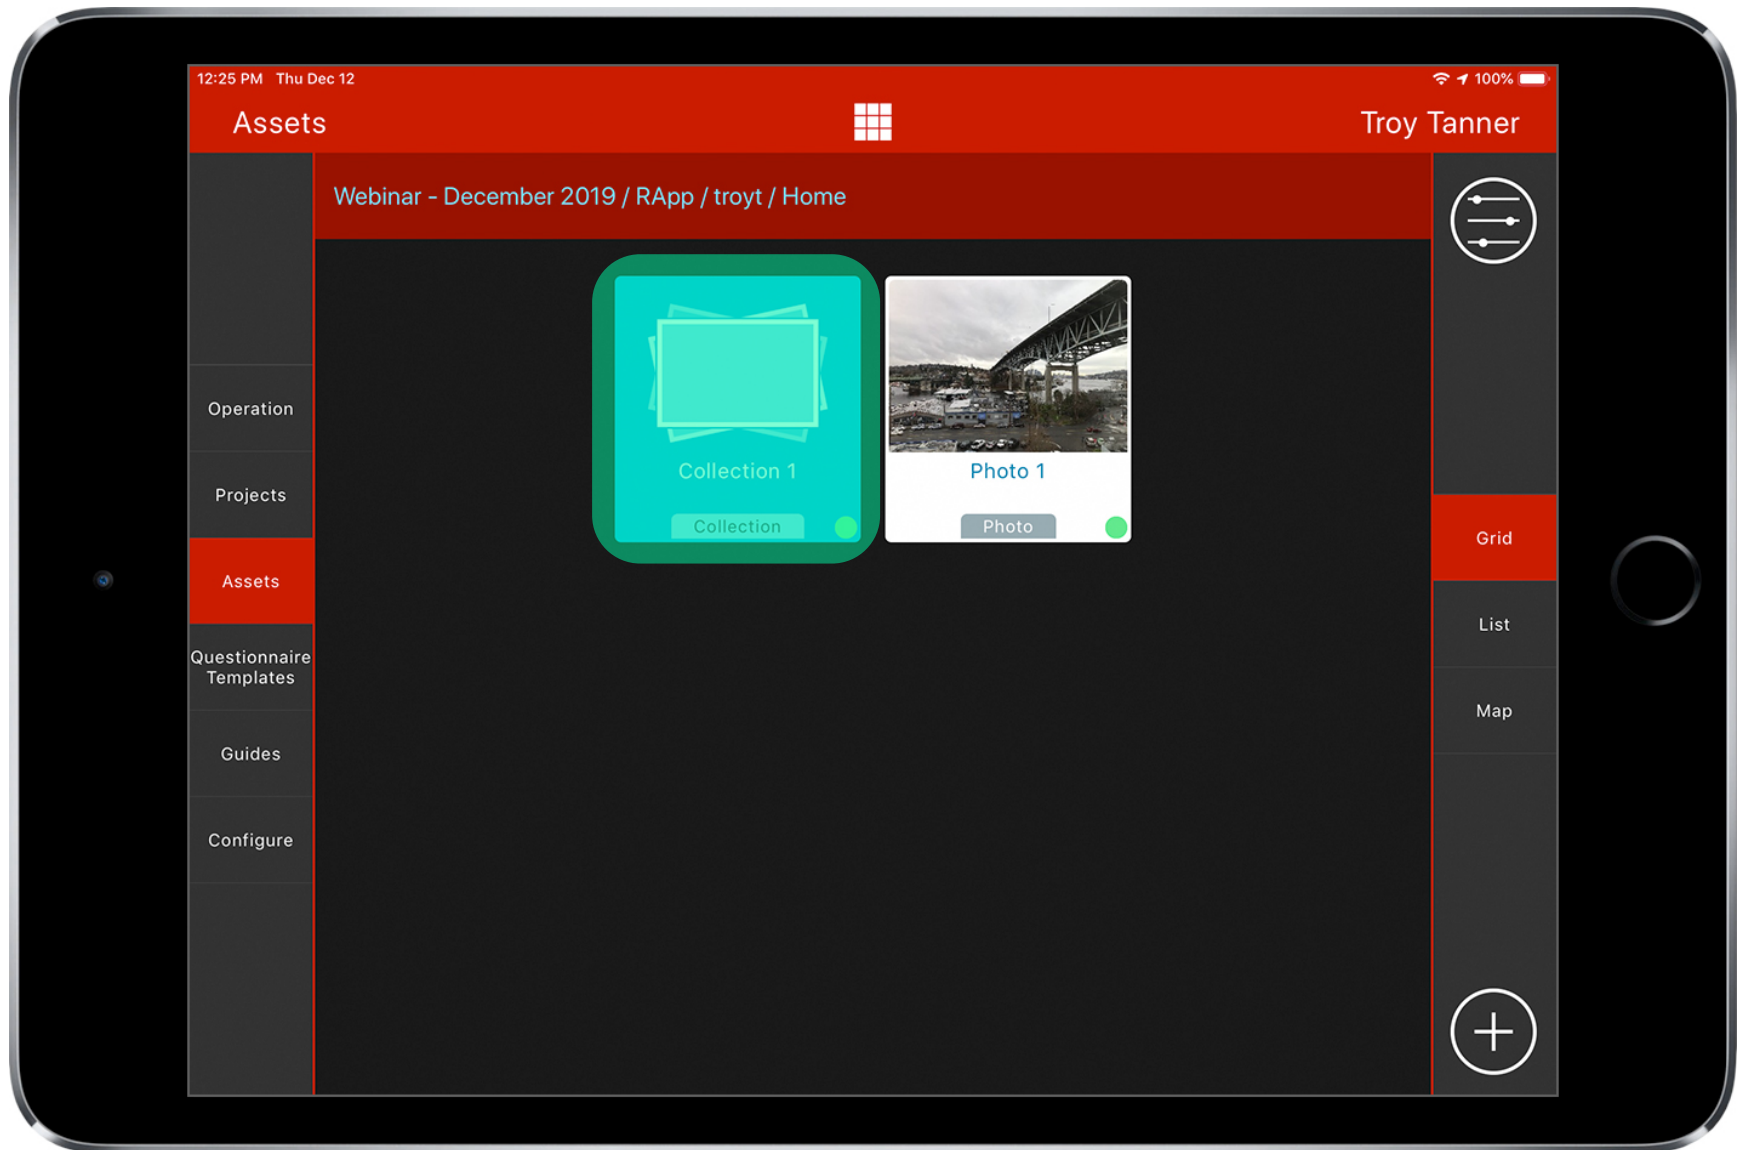 12:25 PM Thu Dec 12
100%
Assets
Troy Tanner
Webinar - December 2019 / RApp / troyt / Home
Operation
Projects
Assets
Questionnaire
Templates
Guides
Configure
Collection 1
Collection
Photo 1
Photo
Grid
List
Map